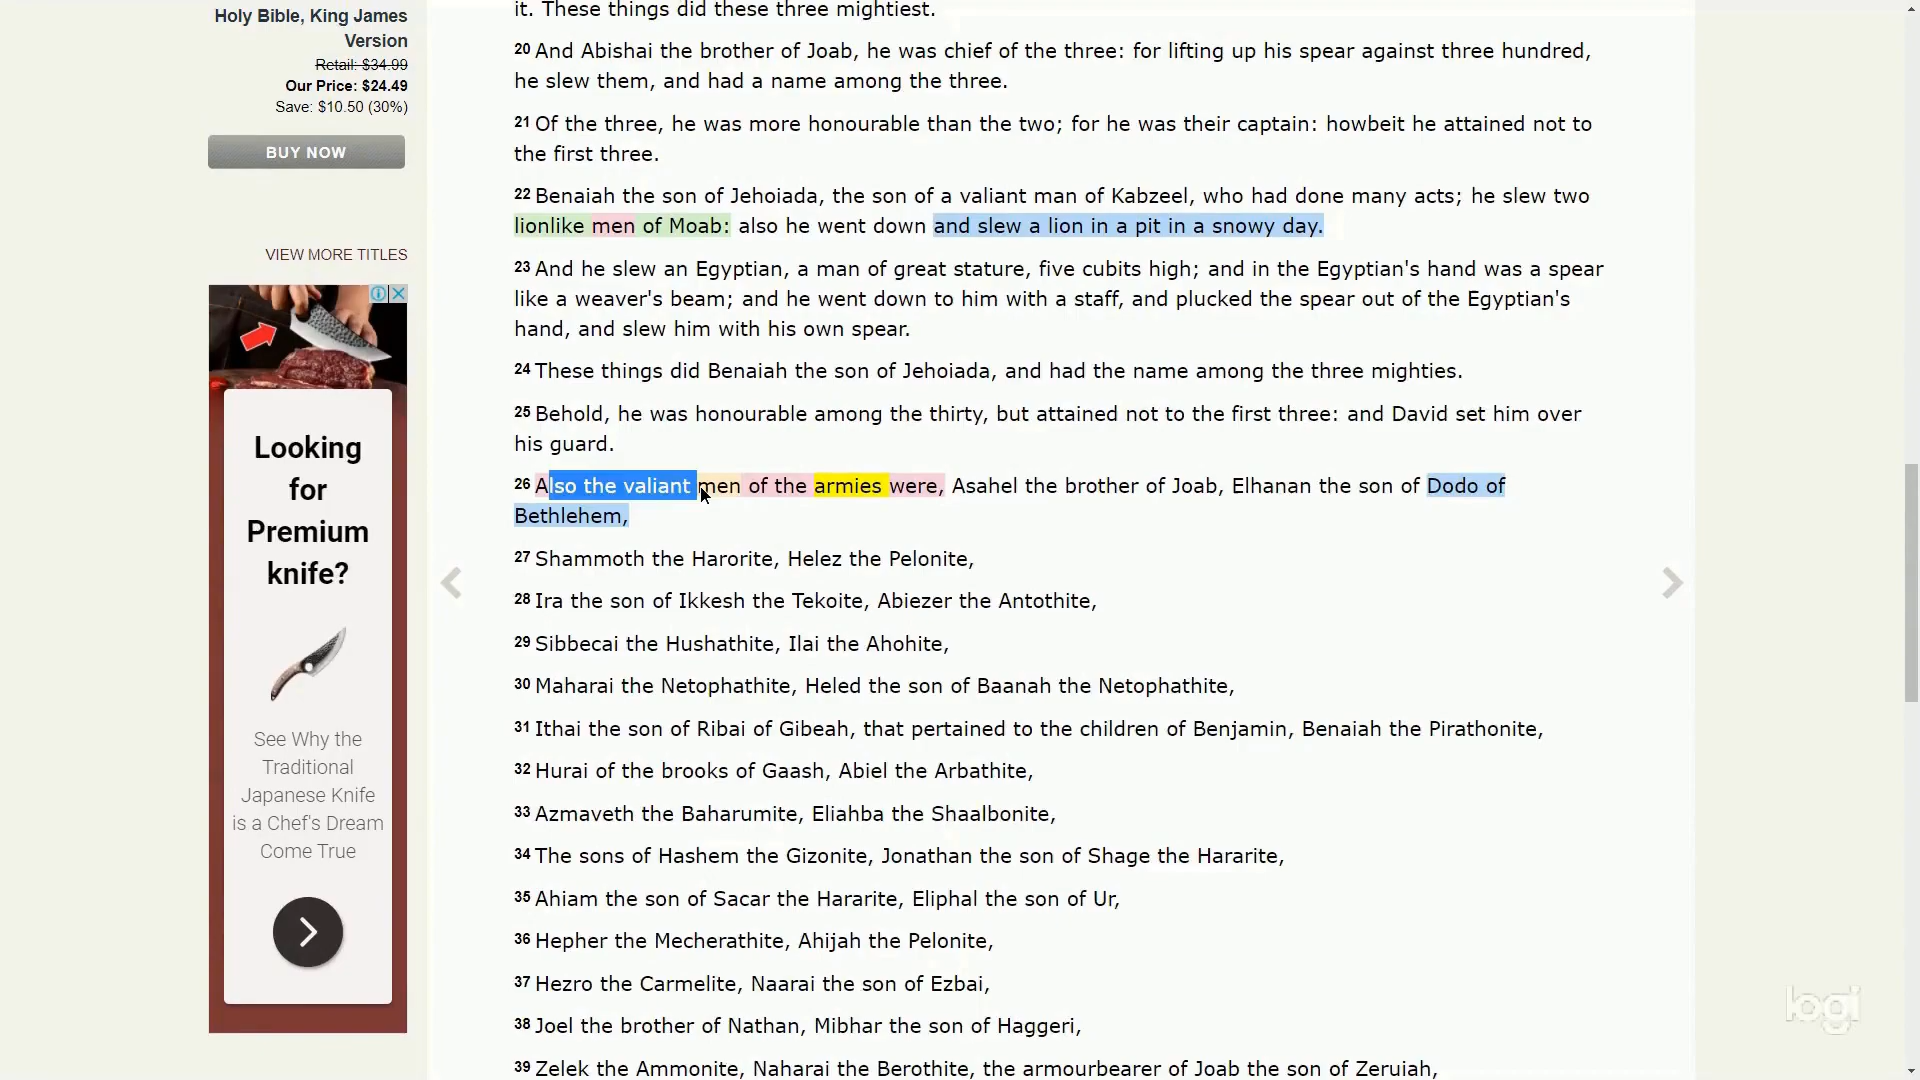 Holy Bible, King James
Version
Retail: $34.99
Our Price: $24.49
Save: $10.50 (30%)
BUY NOW
VIEW MORE TITLES
Looking
for
Premium
knife?
See Why the
Traditional
Japanese Knife
is a Chef's Dream
Come True
it. These things did these three mightiest.
20 And Abishai the brother of Joab, he was chief of the three: for lifting up his spear against three hundred,
he slew them, and had a name among the three.
21 Of the three, he was more honourable than the two; for he was their captain: howbeit he attained not to
the first three.
22 Benaiah the son of Jehoiada, the son of a valiant man of Kabzeel, who had done many acts; he slew two
lionlike men of Moab: also he went down and slew a lion in a pit in a snowy day.
23 And he slew an Egyptian, a man of great stature, five cubits high; and in the Egyptian's hand was a spear
like a weaver's beam; and he went down to him with a staff, and plucked the spear out of the Egyptian's
hand, and slew him with his own spear.
24 These things did Benaiah the son of Jehoiada, and had the name among the three mighties.
25 Behold, he was honourable among the thirty, but attained not to the first three: and David set him over
his guard.
26 Also the valiant men of the armies were, Asahel the brother of Joab, Elhanan the son of Dodo of
Bethlehem,
27 Shammoth the Harorite, Helez the Pelonite,
28 Ira the son of Ikkesh the Tekoite, Abiezer the Antothite,
29 Sibbecai the Hushathite, Ilai the Ahohite,
30 Maharai the Netophathite, Heled the son of Baanah the Netophathite,
31 Ithai the son of Ribai of Gibeah, that pertained to the children of Benjamin, Benaiah the Pirathonite,
32 Hurai of the brooks of Gaash, Abiel the Arbathite,
33 Azmaveth the Baharumite, Eliahba the Shaalbonite,
34 The sons of Hashem the Gizonite, Jonathan the son of Shage the Hararite,
35 Ahiam the son of Sacar the Hararite, Eliphal the son of Ur,
36 Hepher the Mecherathite, Ahijah the Pelonite,
37 Hezro the Carmelite, Naarai the son of Ezbai,
38 Joel the brother of Nathan, Mibhar the son of Haggeri,
39 Zelek the Ammonite, Naharai the Berothite, the armourbearer of Joab the son of Zeruiah,
logi